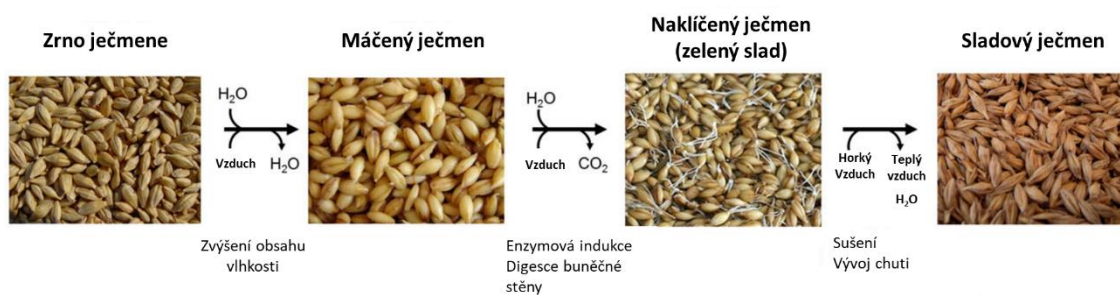 Zrno ječmene
Máčený ječmen
Naklíčený ječmen
(zelený slad)
Sladový ječmen
H₂O
Vzduch
H₂O
Zvýšení obsahu
vlhkosti
H₂O
Vzduch
CO₂
Enzymová indukce
Digesce buněčné
stěny
Horký
Vzduch
Teplý
vzduch
H₂O
Sušení
Vývoj chuti